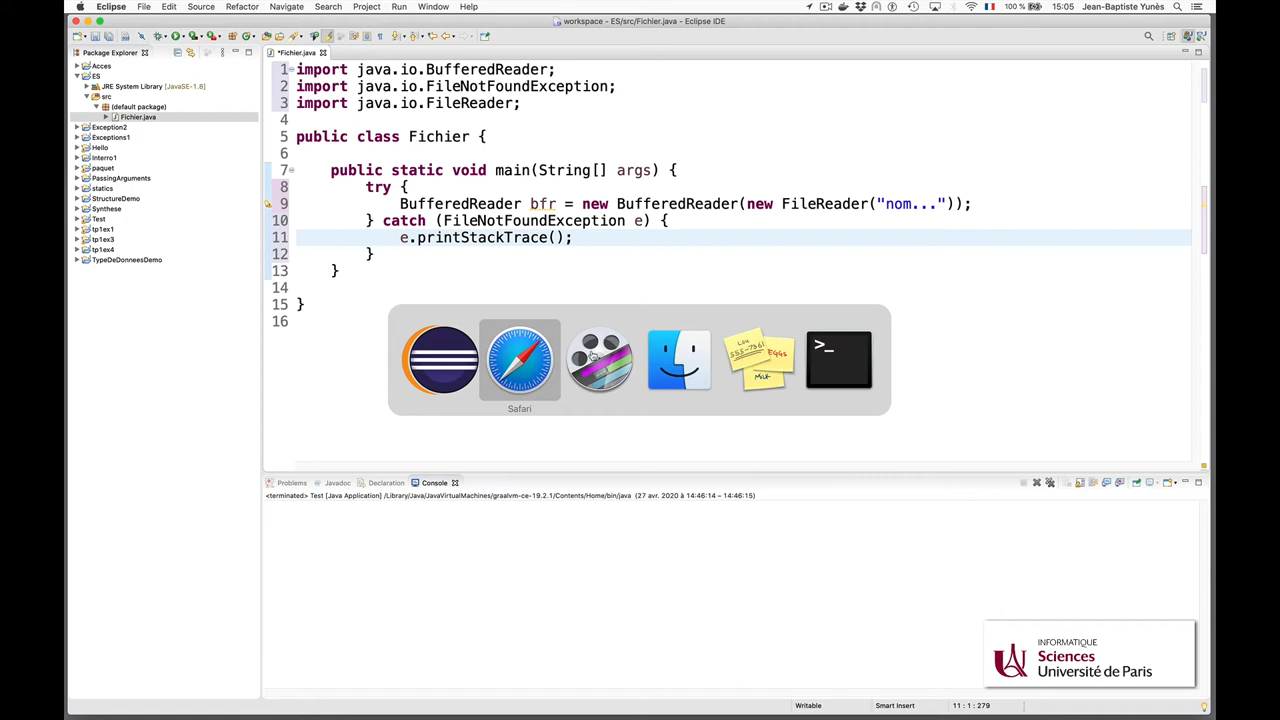 Eclipse File Edit Source Refactor Navigate Search Project Run Window Help 100 % 15:05 Jean-Baptiste Yunès
workspace - ES/src/Fichier.java - Eclipse IDE
Package Explorer
Acces
ES
JRE System Library [JavaSE-1.8]
src
(default package)
Fichier.java
Exception2
Exceptions1
Hello
Interro1
paquet
PassingArguments
statics
StructureDemo
Synthese
Test
tp1ex1
tp1ex3
tp1ex4
TypeDeDonneesDemo
*Fichier.java
1 import java.io.BufferedReader;
2 import java.io.FileNotFoundException;
3 import java.io.FileReader;
4
5 public class Fichier {
6
7 public static void main(String[] args) {
8 try {
9 BufferedReader bfr = new BufferedReader(new FileReader("nom..."));
10 } catch (FileNotFoundException e) {
11 e.printStackTrace();
12 }
13 }
14
15 }
16
Lou
555-7361
EGGS
MILK
>_
Safari
Problems Javadoc Declaration Console
<terminated> Test [Java Application] /Library/Java/JavaVirtualMachines/graalvm-ce-19.2.1/Contents/Home/bin/java (27 avr. 2020 à 14:46:14 – 14:46:15)
INFORMATIQUE
Sciences
Université de Paris
Writable Smart Insert 11 : 1 : 279